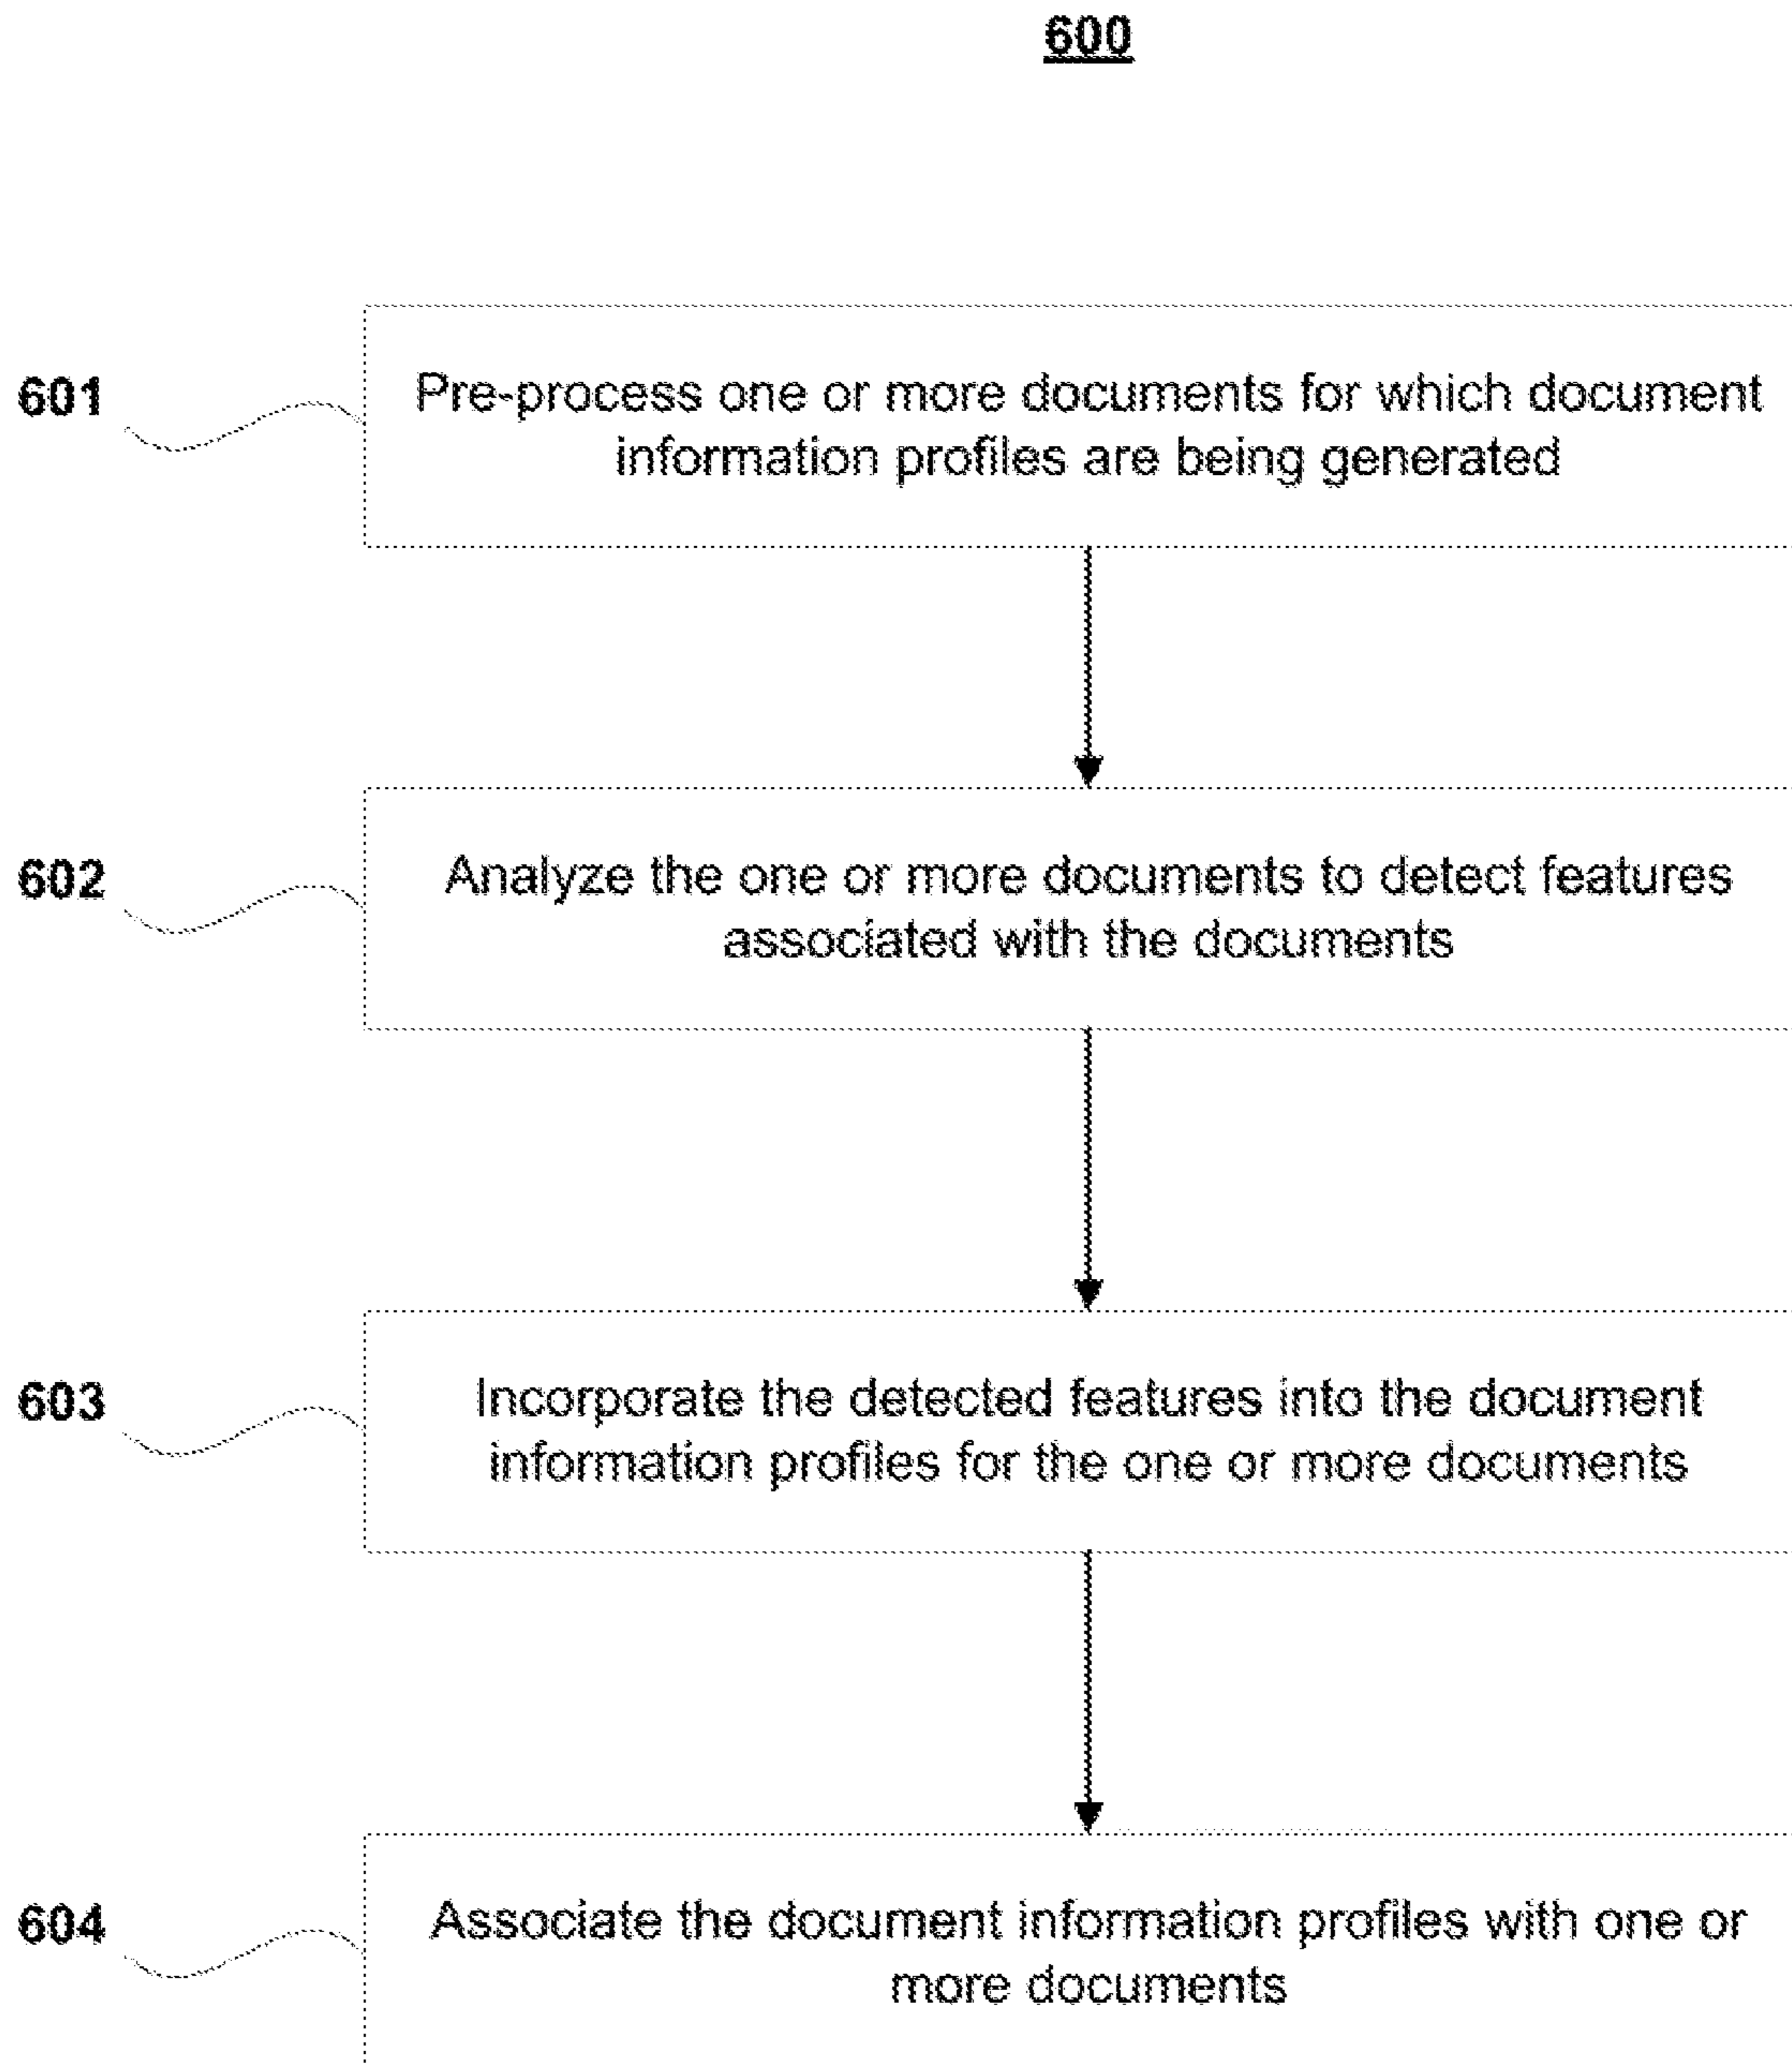 600
601
Pre-process one or more documents for which document
information profiles are being generated
602
Analyze the one or more documents to detect features
associated with the documents
603
Incorporate the detected features into the document
information profiles for the one or more documents
604
Associate the document information profiles with one or
more documents